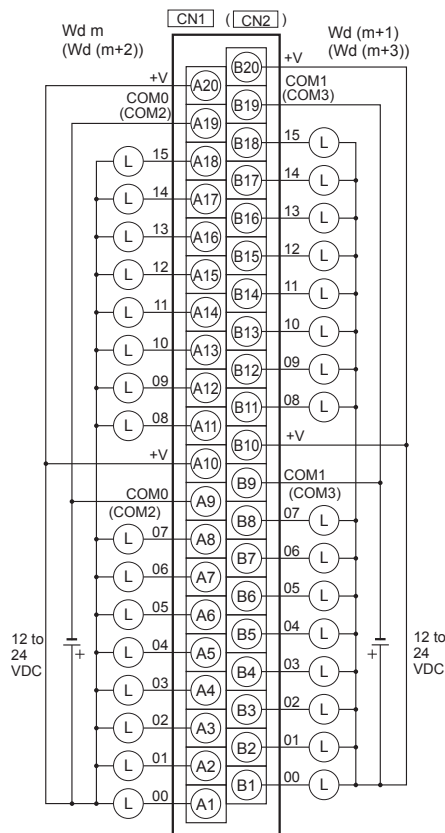 CN1 ( CN2 )
Wd m
(Wd (m+2))
Wd (m+1)
(Wd (m+3))
+V A20
COM0
(COM2) A19
L 15 A18
L 14 A17
L 13 A16
L 12 A15
L 11 A14
L 10 A13
L 09 A12
L 08 A11
+V A10
COM0
(COM2) A9
L 07 A8
L 06 A7
L 05 A6
L 04 A5
L 03 A4
L 02 A3
L 01 A2
L 00 A1
12 to
24
VDC
+
B20 +V
B19 COM1
(COM3)
B18 15 L
B17 14 L
B16 13 L
B15 12 L
B14 11 L
B13 10 L
B12 09 L
B11 08 L
B10 +V
B9 COM1
(COM3)
B8 07 L
B7 06 L
B6 05 L
B5 04 L
B4 03 L
B3 02 L
B2 01 L
B1 00 L
+
12 to
24
VDC